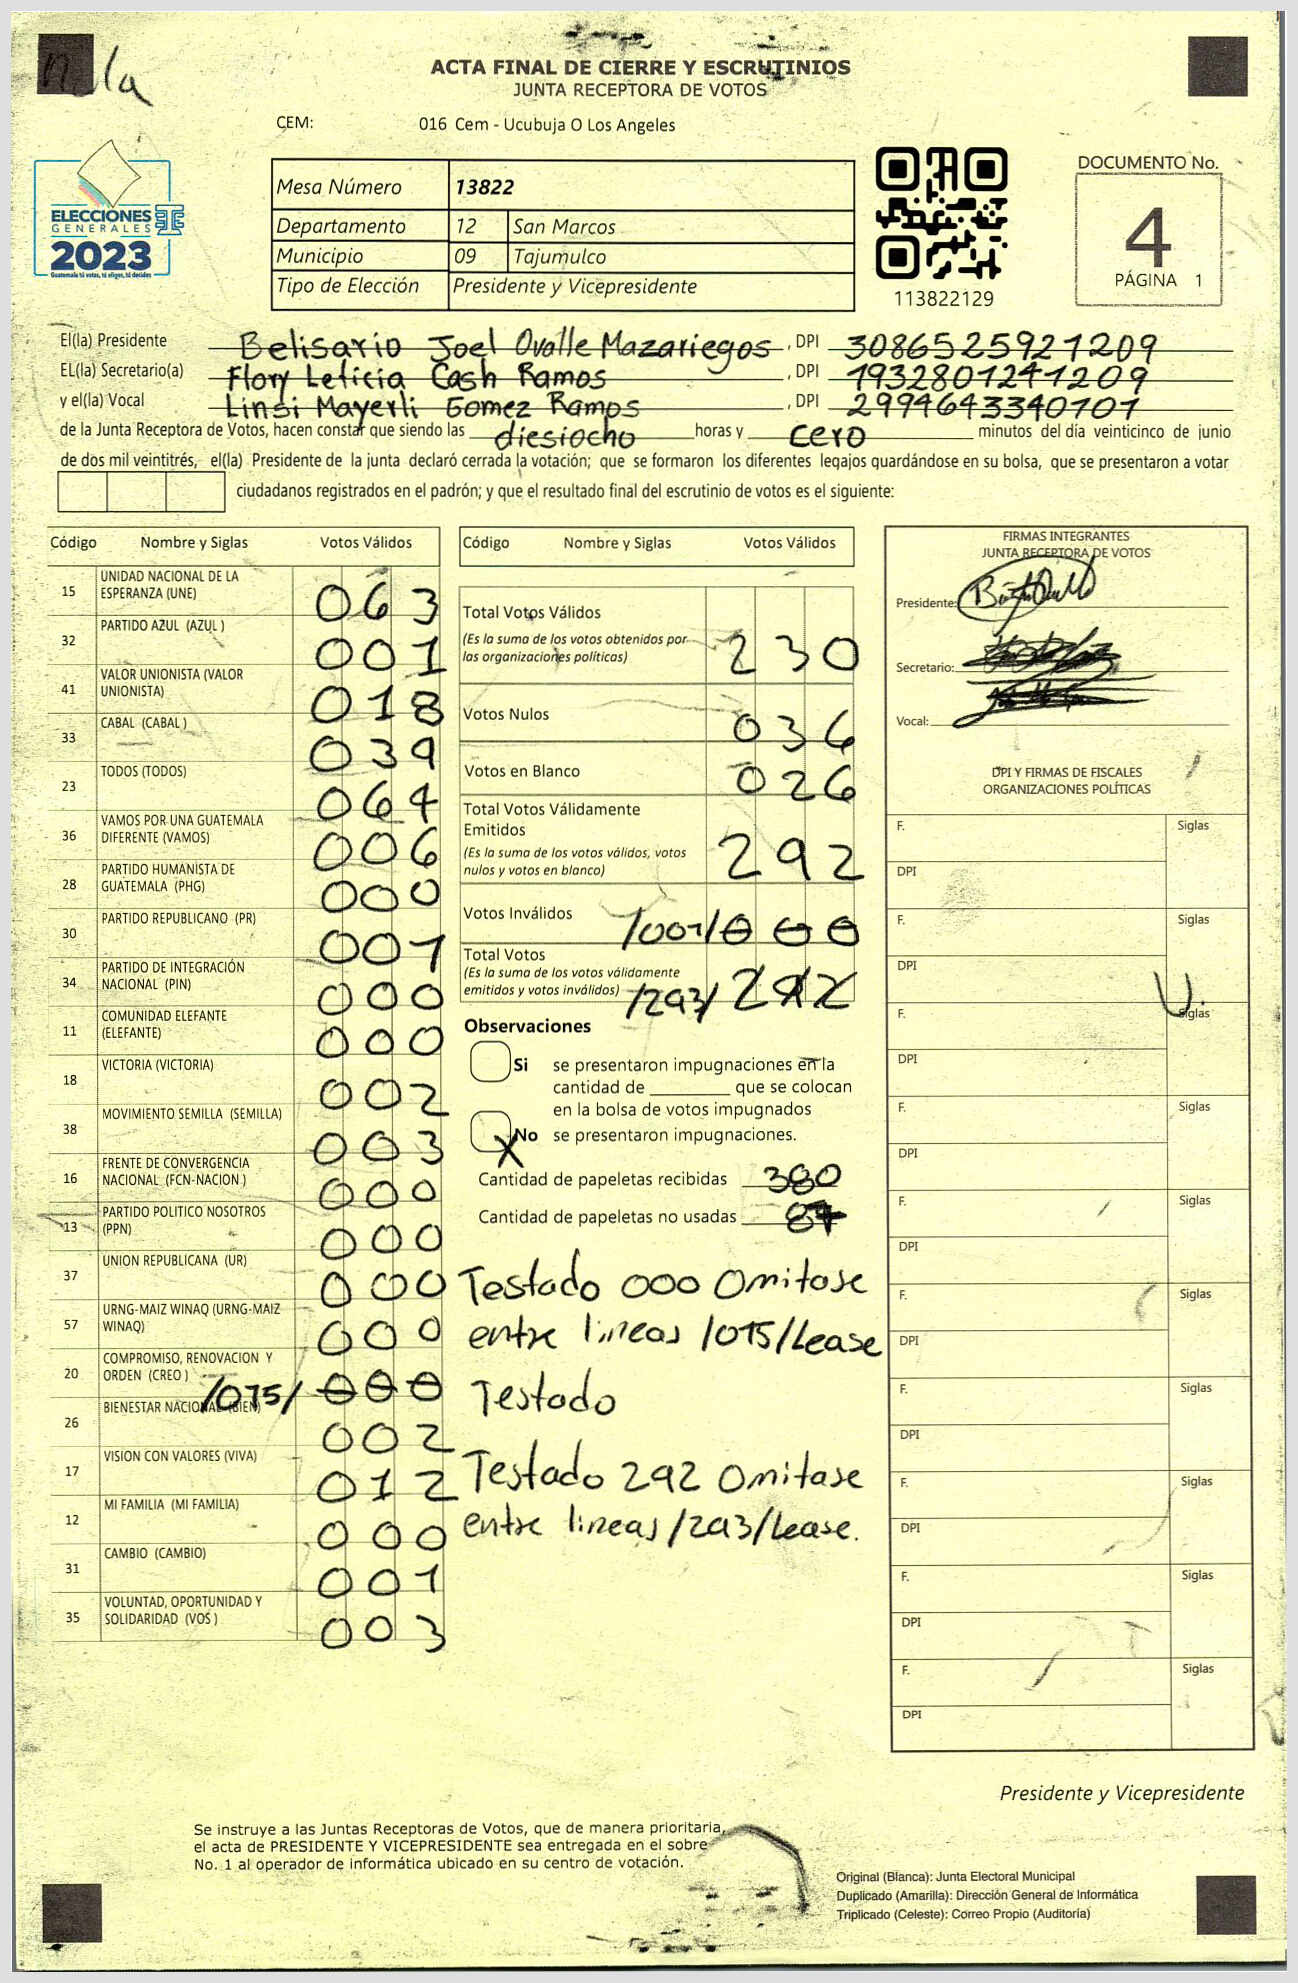 ACTA FINAL DE CIERRE Y ESCRUTINIOS
JUNTA RECEPTORA DE VOTOS
CEM: 016 Cem - Ucubuja O Los Angeles
ELECCIONES
GENERALES
2023
Guatemala tú votas, tú eliges, tú decides
Mesa Número 13822
Departamento 12 San Marcos
Municipio 09 Tajumulco
Tipo de Elección Presidente y Vicepresidente
113822129
DOCUMENTO No.
4
PÁGINA 1
El(la) Presidente Belisario Joel Ovalle Mazariegos, DPI 3086525921209
EL(la) Secretario(a) Flory Leticia Cash Ramos, DPI 1932801241209
y el(la) Vocal Linsi Mayerli Gomez Ramos, DPI 2994643340101
de la Junta Receptora de Votos, hacen constar que siendo las diesiocho horas y cero minutos del día veinticinco de junio
de dos mil veintitrés, el(la) Presidente de la junta declaró cerrada la votación; que se formaron los diferentes legajos guardándose en su bolsa, que se presentaron a votar
ciudadanos registrados en el padrón; y que el resultado final del escrutinio de votos es el siguiente:
Código Nombre y Siglas Votos Válidos
15 UNIDAD NACIONAL DE LA ESPERANZA (UNE) 063
32 PARTIDO AZUL (AZUL ) 001
41 VALOR UNIONISTA (VALOR UNIONISTA) 018
33 CABAL (CABAL ) 039
23 TODOS (TODOS) 064
36 VAMOS POR UNA GUATEMALA DIFERENTE (VAMOS) 006
28 PARTIDO HUMANISTA DE GUATEMALA (PHG) 000
30 PARTIDO REPUBLICANO (PR) 001
34 PARTIDO DE INTEGRACIÓN NACIONAL (PIN) 000
11 COMUNIDAD ELEFANTE (ELEFANTE) 000
18 VICTORIA (VICTORIA) 002
38 MOVIMIENTO SEMILLA (SEMILLA) 003
16 FRENTE DE CONVERGENCIA NACIONAL (FCN-NACION ) 000
13 PARTIDO POLITICO NOSOTROS (PPN) 000
37 UNION REPUBLICANA (UR) 000
57 URNG-MAIZ WINAQ (URNG-MAIZ WINAQ) 000
20 COMPROMISO, RENOVACION Y ORDEN (CREO ) /015/ 000
26 BIENESTAR NACIONAL (BIEN) 002
17 VISION CON VALORES (VIVA) 012
12 MI FAMILIA (MI FAMILIA) 000
31 CAMBIO (CAMBIO) 001
35 VOLUNTAD, OPORTUNIDAD Y SOLIDARIDAD (VOS ) 003
Código Nombre y Siglas Votos Válidos
Total Votos Válidos 230
(Es la suma de los votos obtenidos por
las organizaciones políticas)
Votos Nulos 036
Votos en Blanco 026
Total Votos Válidamente
Emitidos 292
(Es la suma de los votos válidos, votos
nulos y votos en blanco)
Votos Inválidos /001/ 000
Total Votos
(Es la suma de los votos válidamente
emitidos y votos inválidos) /293/ 292
Observaciones
Si se presentaron impugnaciones en la
cantidad de ________ que se colocan
en la bolsa de votos impugnados
X No se presentaron impugnaciones.
Cantidad de papeletas recibidas 380
Cantidad de papeletas no usadas 87
Testado 000 Omitase
entre lineas /015/Lease
Testado
Testado 292 Omitase
entre lineas /293/Lease.
FIRMAS INTEGRANTES
JUNTA RECEPTORA DE VOTOS
Presidente:
Secretario:
Vocal:
DPI Y FIRMAS DE FISCALES
ORGANIZACIONES POLÍTICAS
F. Siglas
DPI
F. Siglas
DPI
F. Siglas
DPI
F. Siglas
DPI
F. Siglas
DPI
F. Siglas
DPI
F. Siglas
DPI
F. Siglas
DPI
F. Siglas
DPI
F. Siglas
DPI
Presidente y Vicepresidente
Se instruye a las Juntas Receptoras de Votos, que de manera prioritaria,
el acta de PRESIDENTE Y VICEPRESIDENTE sea entregada en el sobre
No. 1 al operador de informática ubicado en su centro de votación.
Original (Blanca): Junta Electoral Municipal
Duplicado (Amarilla): Dirección General de Informática
Triplicado (Celeste): Correo Propio (Auditoría)